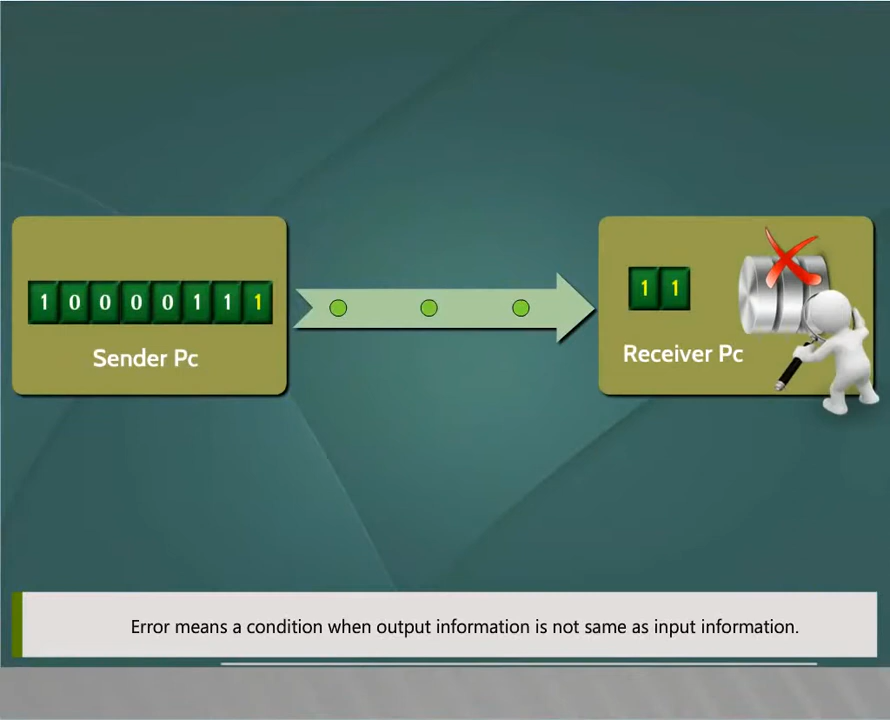 1 0 0 0 0 1 1 1
Sender Pc
1 1
Receiver Pc
Error means a condition when output information is not same as input information.